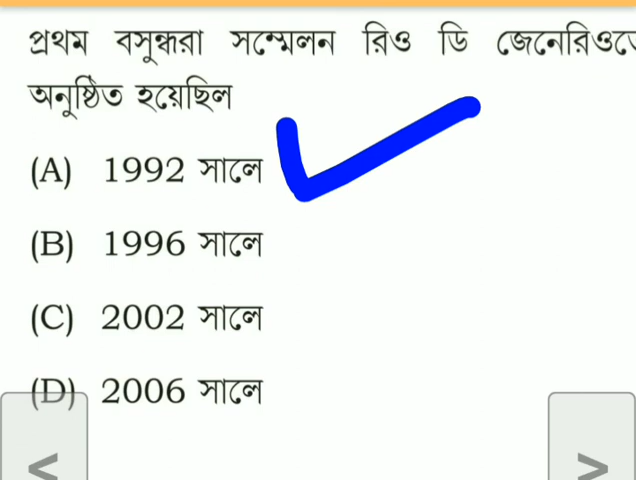 প্রথম বসুন্ধরা সম্মেলন রিও ডি জেনেরিওতে
অনুষ্ঠিত হয়েছিল
(A) 1992 সালে
(B) 1996 সালে
(C) 2002 সালে
(D) 2006 সালে
< >